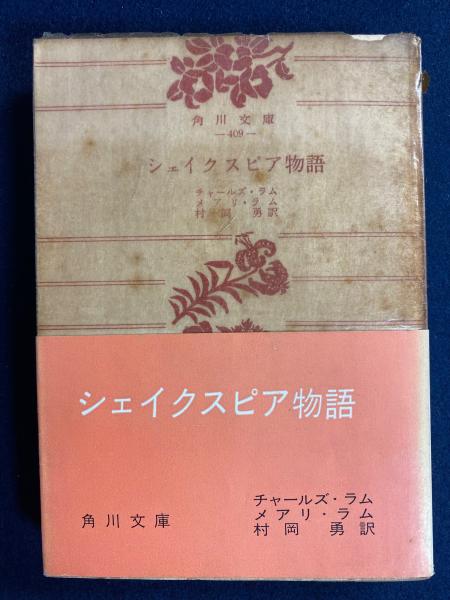 角川文庫
—409—
シェイクスピア物語
チャールズ・ラム
メアリ・ラム
村岡 勇訳
シェイクスピア物語
角川文庫
チャールズ・ラム
メアリ・ラム
村岡 勇訳